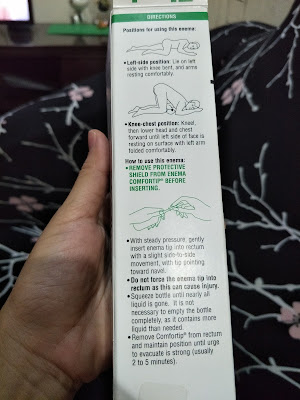 DIRECTIONS
Positions for using this enema:
• Left-side position: Lie on left
side with knee bent, and arms
resting comfortably.
• Knee-chest position: Kneel,
then lower head and chest
forward until left side of face is
resting on surface with left arm
folded comfortably.
How to use this enema:
• REMOVE PROTECTIVE
SHIELD FROM ENEMA
COMFORTIP® BEFORE
INSERTING.
• With steady pressure, gently
insert enema tip into rectum
with a slight side-to-side
movement, with tip pointing
toward navel.
• Do not force the enema tip into
rectum as this can cause injury.
• Squeeze bottle until nearly all
liquid is gone. It is not
necessary to empty the bottle
completely, as it contains more
liquid than needed.
• Remove Comfortip® from rectum
and maintain position until urge
to evacuate is strong (usually
2 to 5 minutes).